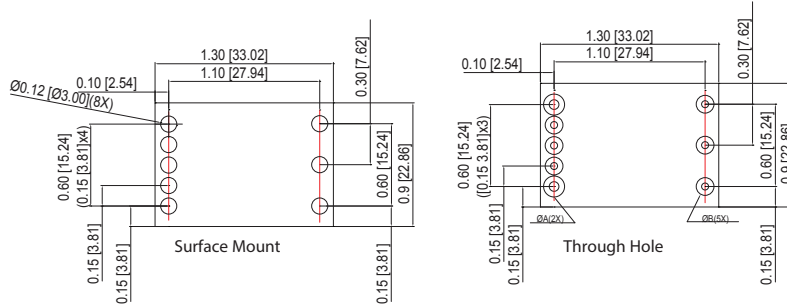 1.30 [33.02]
1.10 [27.94]
0.10 [2.54]
Ø0.12 [Ø3.00](8X)
0.30 [7.62]
0.60 [15.24]
(0.15 [3.81]x4)
0.60 [15.24]
0.9 [22.86]
0.15 [3.81]
0.15 [3.81]
0.15 [3.81]
Surface Mount
1.30 [33.02]
1.10 [27.94]
0.10 [2.54]
0.30 [7.62]
0.60 [15.24]
([0.15 3.81]x3)
0.60 [15.24]
0.9 [22.86]
0.15 [3.81]
0.15 [3.81]
0.15 [3.81]
ØA(2X)
ØB(5X)
Through Hole